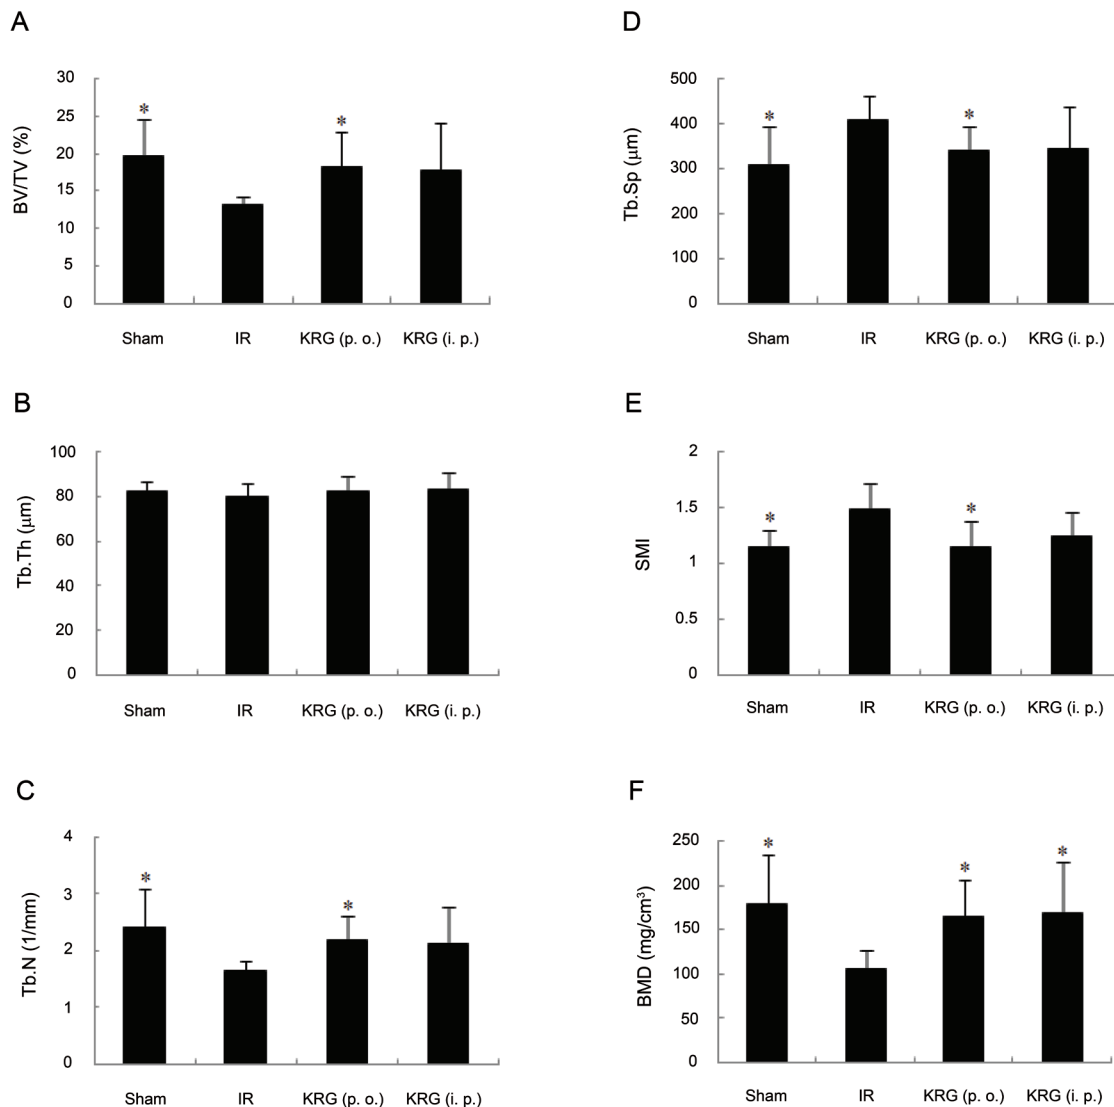 A
BV/TV (%)
30
25
20
15
10
5
0
*
*
Sham IR KRG (p. o.) KRG (i. p.)
B
Tb.Th (μm)
100
80
60
40
20
0
Sham IR KRG (p. o.) KRG (i. p.)
C
Tb.N (1/mm)
4
3
2
1
0
*
*
Sham IR KRG (p. o.) KRG (i. p.)
D
Tb.Sp (μm)
500
400
300
200
100
0
*
*
Sham IR KRG (p. o.) KRG (i. p.)
E
SMI
2
1.5
1
0.5
0
*
*
Sham IR KRG (p. o.) KRG (i. p.)
F
BMD (mg/cm³)
250
200
150
100
50
0
*
*
*
Sham IR KRG (p. o.) KRG (i. p.)